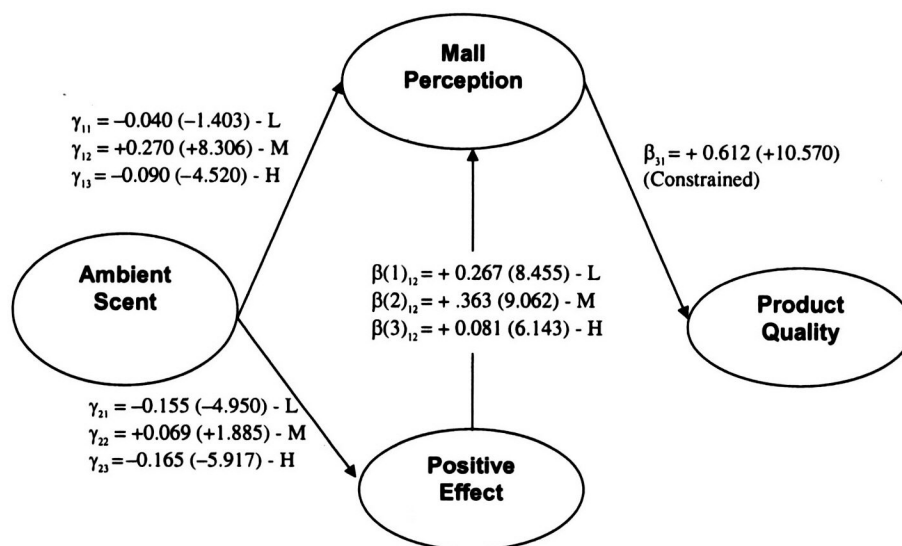 Mall
Perception
γ₁₁ = –0.040 (–1.403) - L
γ₁₂ = +0.270 (+8.306) - M
γ₁₃ = –0.090 (–4.520) - H
β₃₁ = + 0.612 (+10.570)
(Constrained)
Ambient
Scent
β(1)₁₂ = + 0.267 (8.455) - L
β(2)₁₂ = + .363 (9.062) - M
β(3)₁₂ = + 0.081 (6.143) - H
Product
Quality
γ₂₁ = –0.155 (–4.950) - L
γ₂₂ = +0.069 (+1.885) - M
γ₂₃ = –0.165 (–5.917) - H
Positive
Effect